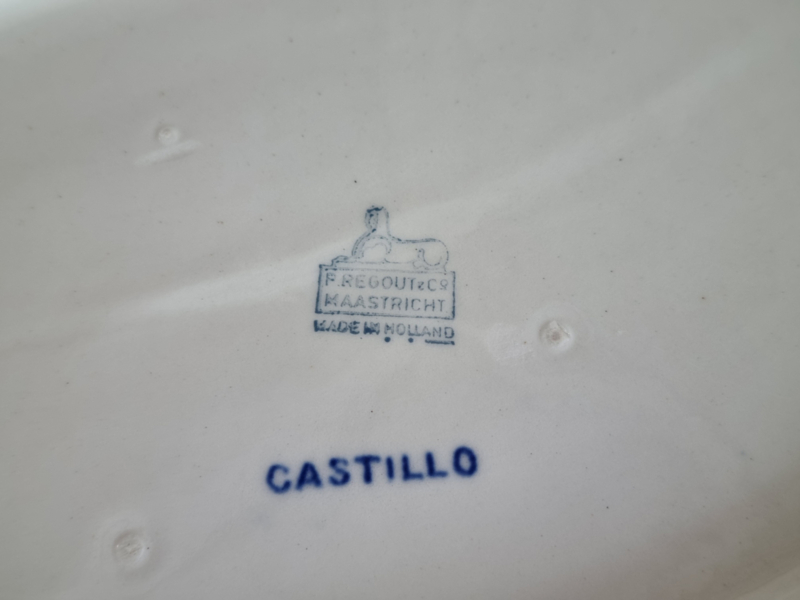 F. REGOUT & Co
MAASTRICHT
MADE IN HOLLAND
CASTILLO